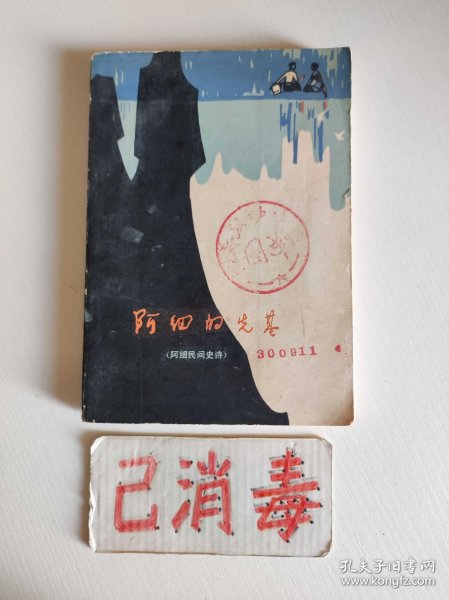 阿细的先基
（阿细民间史诗）
300911
已消毒
孔夫子旧书网
www.kongfz.com